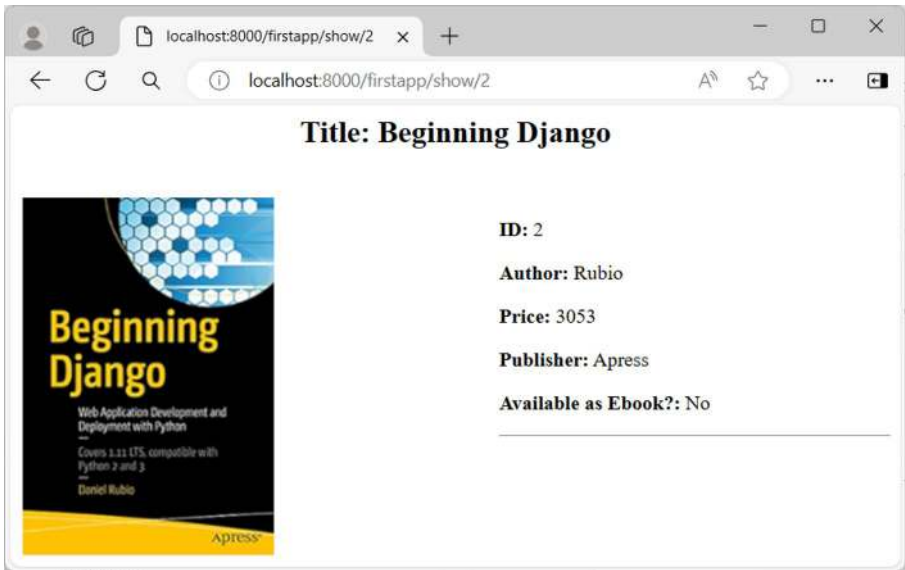 localhost:8000/firstapp/show/2
localhost:8000/firstapp/show/2
Title: Beginning Django
Beginning
Django
Web Application Development and
Deployment with Python
Covers 1.11 LTS, compatible with
Python 2 and 3
Daniel Rubio
Apress®
ID: 2
Author: Rubio
Price: 3053
Publisher: Apress
Available as Ebook?: No